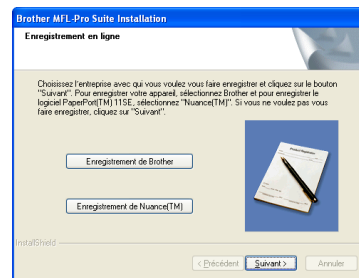 Brother MFL-Pro Suite Installation
Enregistrement en ligne
Choisissez l'entreprise avec qui vous voulez vous faire enregistrer et cliquez sur le bouton
"Suivant". Pour enregistrer votre appareil, sélectionnez Brother et pour enregistrer le
logiciel PaperPort(TM) 11SE, sélectionnez "Nuance(TM)". Si vous ne voulez pas vous
faire enregistrer, cliquez sur "Suivant".
Enregistrement de Brother
Enregistrement de Nuance(TM)
InstallShield
< Précédent
Suivant >
Annuler